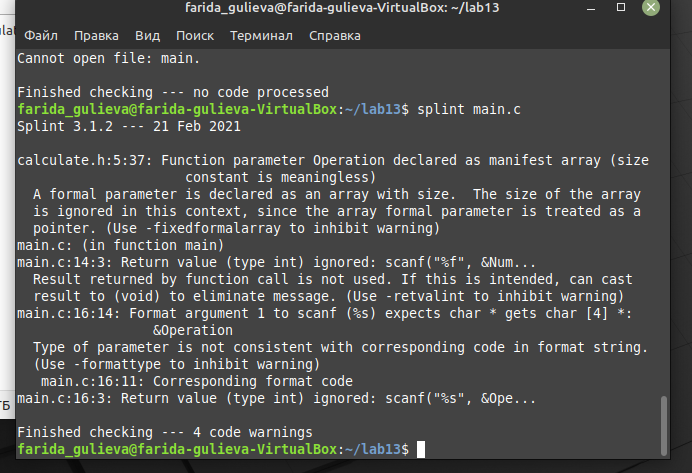 farida_gulieva@farida-gulieva-VirtualBox: ~/lab13
Файл Правка Вид Поиск Терминал Справка
Cannot open file: main.
Finished checking --- no code processed
farida_gulieva@farida-gulieva-VirtualBox:~/lab13$ splint main.c
Splint 3.1.2 --- 21 Feb 2021
calculate.h:5:37: Function parameter Operation declared as manifest array (size
constant is meaningless)
A formal parameter is declared as an array with size.  The size of the array
is ignored in this context, since the array formal parameter is treated as a
pointer. (Use -fixedformalarray to inhibit warning)
main.c: (in function main)
main.c:14:3: Return value (type int) ignored: scanf("%f", &Num...
Result returned by function call is not used. If this is intended, can cast
result to (void) to eliminate message. (Use -retvalint to inhibit warning)
main.c:16:14: Format argument 1 to scanf (%s) expects char * gets char [4] *:
&Operation
Type of parameter is not consistent with corresponding code in format string.
(Use -formattype to inhibit warning)
main.c:16:11: Corresponding format code
main.c:16:3: Return value (type int) ignored: scanf("%s", &Ope...
Finished checking --- 4 code warnings
farida_gulieva@farida-gulieva-VirtualBox:~/lab13$